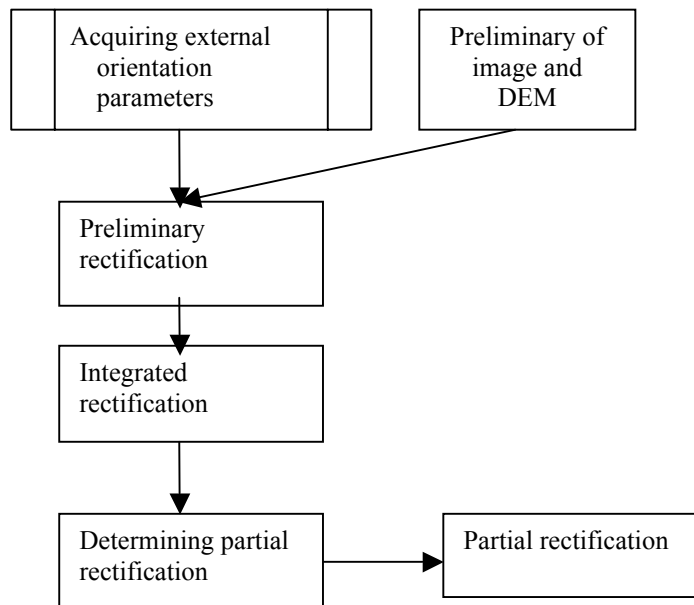 Acquiring external
orientation
parameters
Preliminary of
image and
DEM
Preliminary
rectification
Integrated
rectification
Determining partial
rectification
Partial rectification